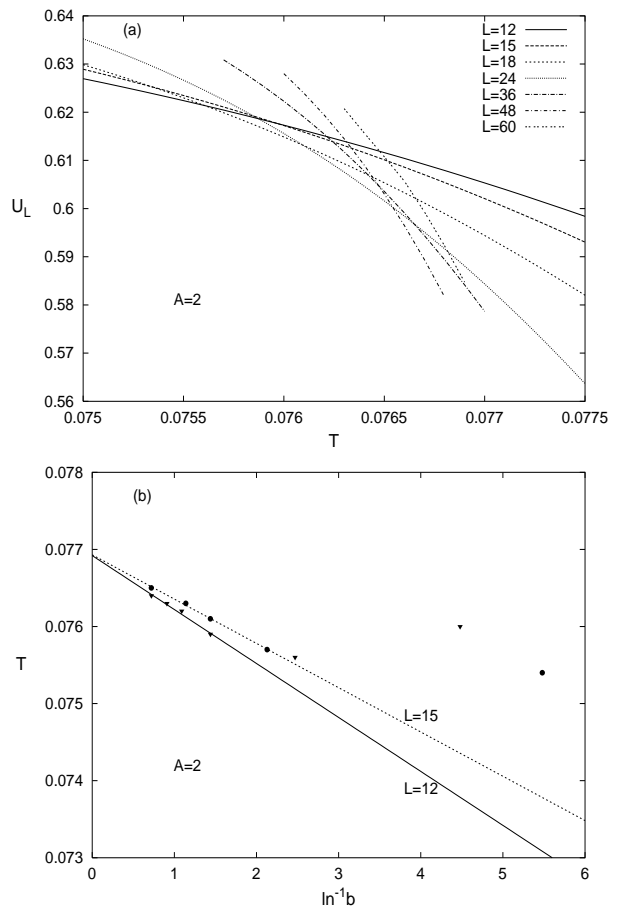 0.64
(a)
L=12
L=15
L=18
L=24
L=36
L=48
L=60
0.63
0.62
0.61
0.6
0.59
0.58
0.57
0.56
U_L
A=2
0.075
0.0755
0.076
0.0765
0.077
0.0775
T
0.078
(b)
0.077
0.076
T
0.075
0.074
0.073
L=15
A=2
L=12
0
1
2
3
4
5
6
ln⁻¹b